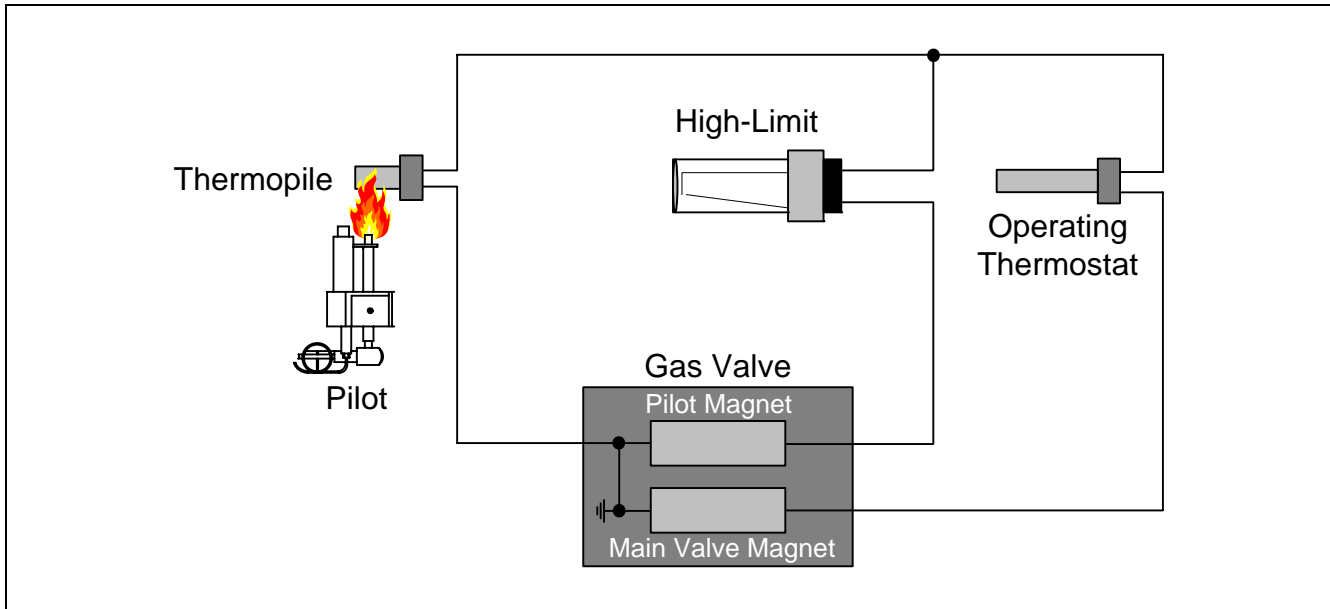 High-Limit
Thermopile
Operating
Thermostat
Pilot
Gas Valve
Pilot Magnet
Main Valve Magnet